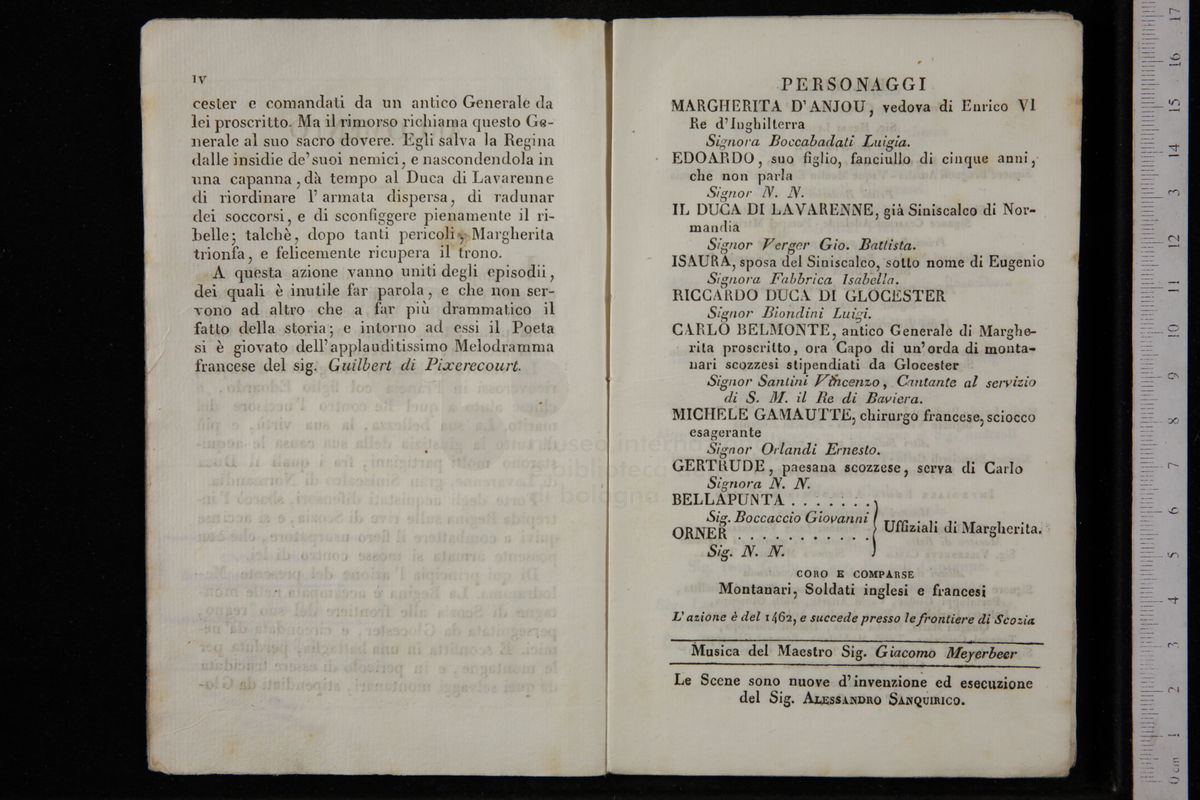 IV
cester e comandati da un antico Generale da
lei proscritto. Ma il rimorso richiama questo Ge-
nerale al suo sacro dovere. Egli salva la Regina
dalle insidie de' suoi nemici, e nascondendola in
una capanna, dà tempo al Duca di Lavarenne
di riordinare l'armata dispersa, di radunar
dei soccorsi, e di sconfiggere pienamente il ri-
belle; talchè, dopo tanti pericoli, Margherita
trionfa, e felicemente ricupera il trono.
A questa azione vanno uniti degli episodii,
dei quali è inutile far parola, e che non ser-
vono ad altro che a far più drammatico il
fatto della storia; e intorno ad essi il Poeta
si è giovato dell'applauditissimo Melodramma
francese del sig. Guilbert di Pixerecourt.
PERSONAGGI
MARGHERITA D'ANJOU, vedova di Enrico VI
Re d'Inghilterra
Signora Boccabadati Luigia.
EDOARDO, suo figlio, fanciullo di cinque anni,
che non parla
Signor N. N.
IL DUCA DI LAVARENNE, già Siniscalco di Nor-
mandia
Signor Verger Gio. Battista.
ISAURA, sposa del Siniscalco, sotto nome di Eugenio
Signora Fabbrica Isabella.
RICCARDO DUCA DI GLOCESTER
Signor Biondini Luigi.
CARLO BELMONTE, antico Generale di Marghe-
rita proscritto, ora Capo di un'orda di monta-
nari scozzesi stipendiati da Glocester
Signor Santini Vincenzo, Cantante al servizio
di S. M. il Re di Baviera.
MICHELE GAMAUTTE, chirurgo francese, sciocco
esagerante
Signor Orlandi Ernesto.
GERTRUDE, paesana scozzese, serva di Carlo
Signora N. N.
BELLAPUNTA . . . . . . .
Sig. Boccaccio Giovanni
ORNER . . . . . . . . . . .
Uffiziali di Margherita.
Sig. N. N.
CORO E COMPARSE
Montanari, Soldati inglesi e francesi
L'azione è del 1462, e succede presso le frontiere di Scozia
Musica del Maestro Sig. Giacomo Meyerbeer
Le Scene sono nuove d'invenzione ed esecuzione
del Sig. ALESSANDRO SANQUIRICO.